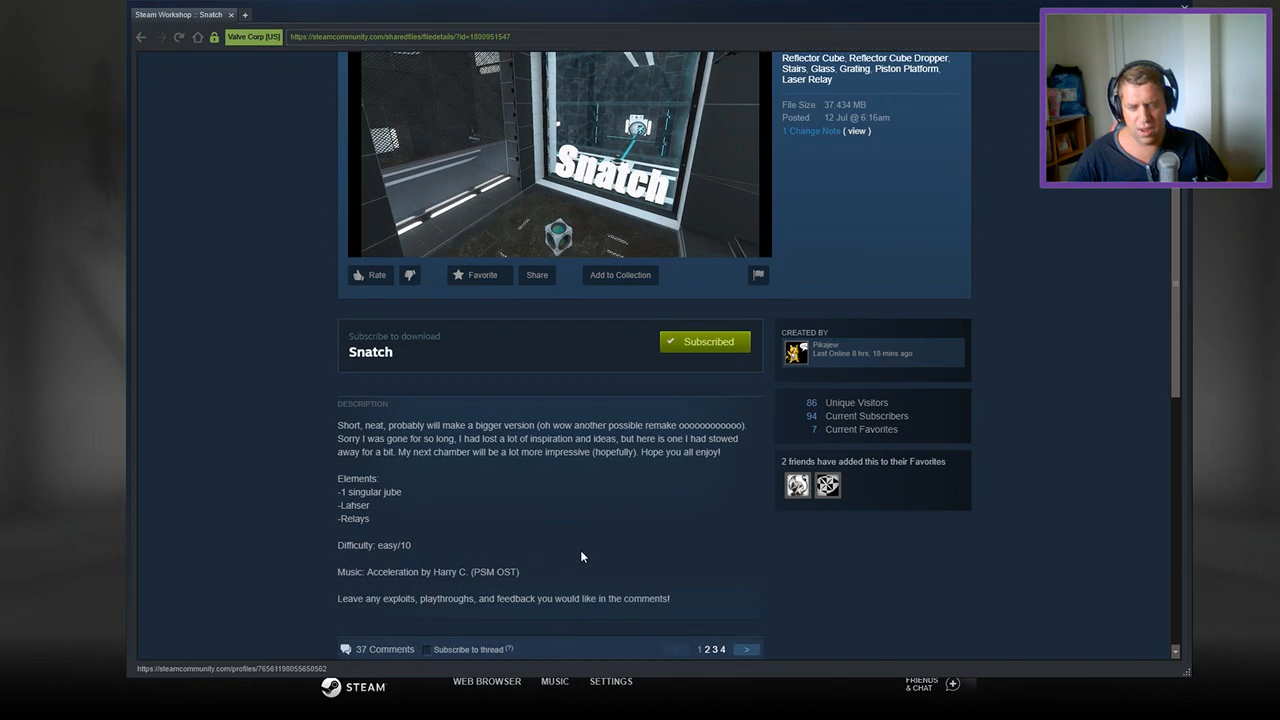 Steam Workshop :: Snatch
Valve Corp [US]
https://steamcommunity.com/sharedfiles/filedetails/?id=1800951547
Reflector Cube, Reflector Cube Dropper,
Stairs, Glass, Grating, Piston Platform,
Laser Relay
File Size 37.434 MB
Posted 12 Jul @ 6.16am
1 Change Note ( view )
Snatch
Rate
Favorite
Share
Add to Collection
Subscribe to download
Snatch
Subscribed
CREATED BY
Pikajew
Last Online 8 hrs, 18 mins ago
86 Unique Visitors
94 Current Subscribers
7 Current Favorites
2 friends have added this to their Favorites
DESCRIPTION
Short, neat, probably will make a bigger version (oh wow another possible remake oooooooooooo).
Sorry I was gone for so long, I had lost a lot of inspiration and ideas, but here is one I had stowed
away for a bit. My next chamber will be a lot more impressive (hopefully). Hope you all enjoy!
Elements:
-1 singular jube
-Lahser
-Relays
Difficulty: easy/10
Music: Acceleration by Harry C. (PSM OST)
Leave any exploits, playthroughs, and feedback you would like in the comments!
37 Comments
Subscribe to thread (?)
1 2 3 4 >
https://steamcommunity.com/profiles/76561198055650562
STEAM
WEB BROWSER
MUSIC
SETTINGS
FRIENDS
& CHAT